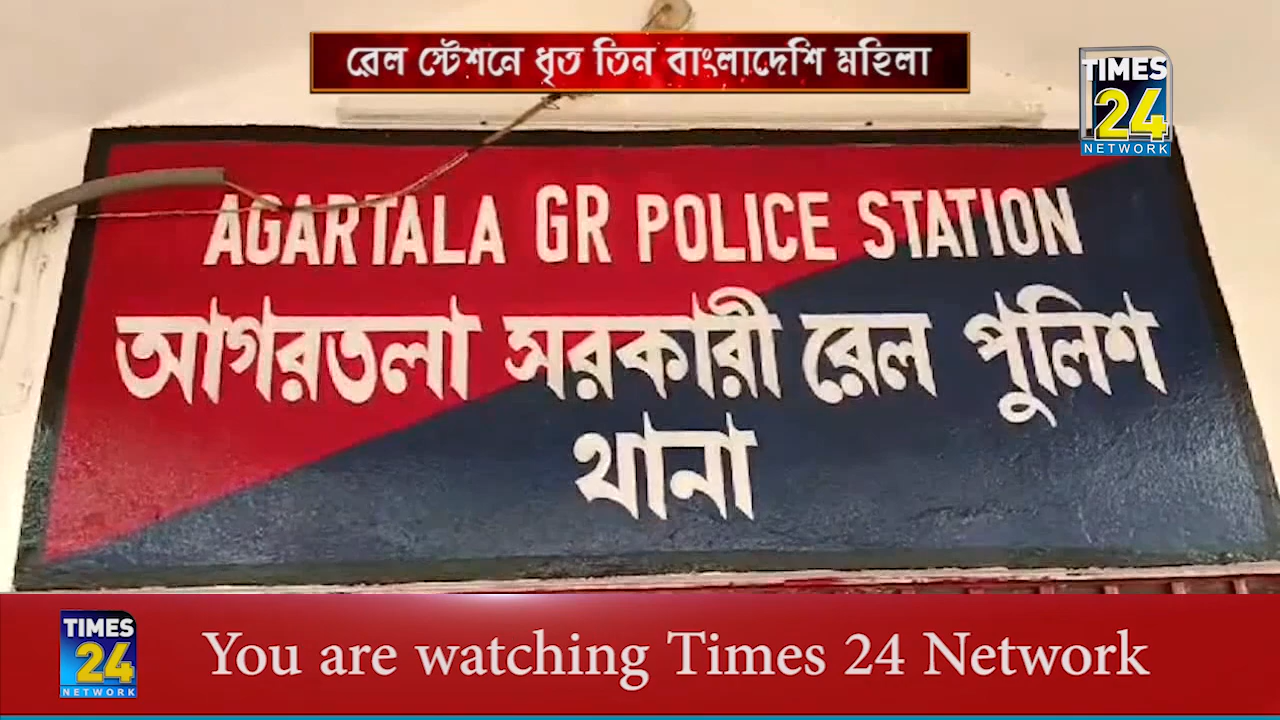 রেল স্টেশনে ধৃত তিন বাংলাদেশি মহিলা
TIMES
24
NETWORK
AGARTALA GR POLICE STATION
আগরতলা সরকারী রেল পুলিশ
থানা
TIMES
24
NETWORK
You are watching Times 24 Network